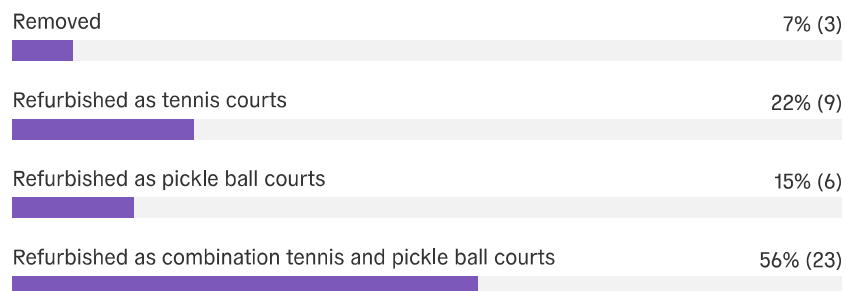 Removed 7% (3)
Refurbished as tennis courts 22% (9)
Refurbished as pickle ball courts 15% (6)
Refurbished as combination tennis and pickle ball courts 56% (23)